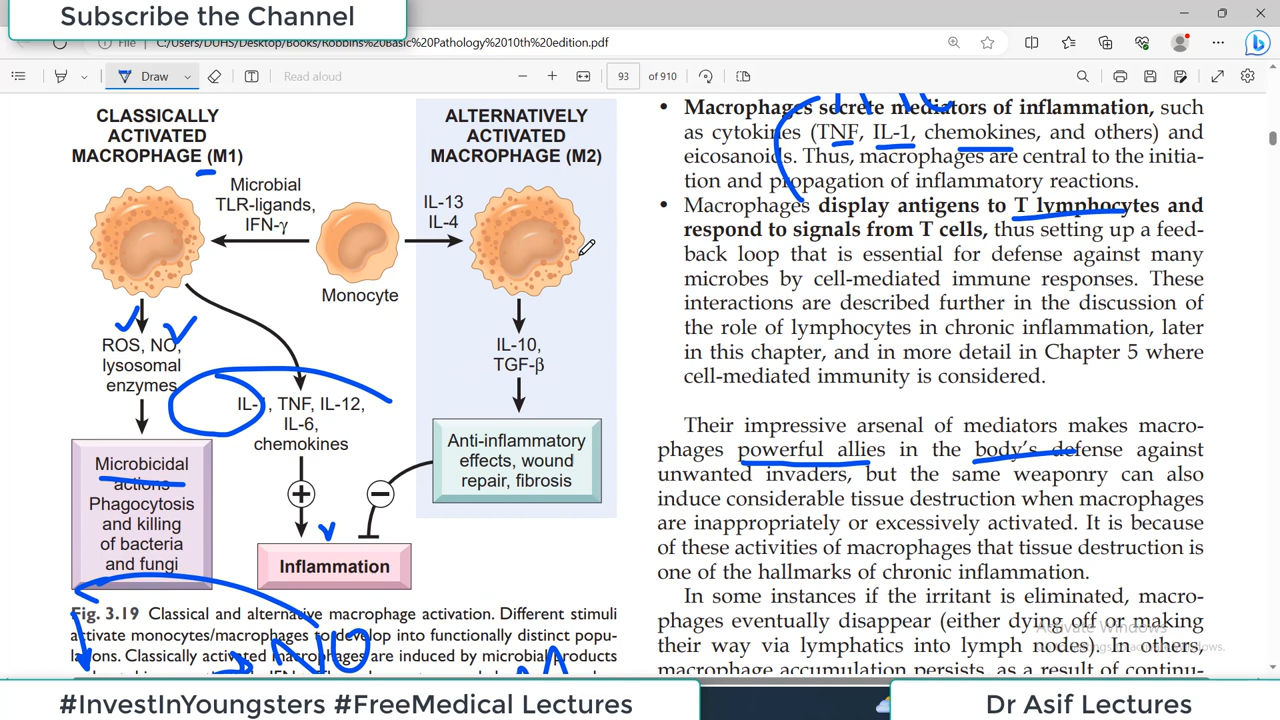 Subscribe the Channel
File C:/Users/DUHS/Desktop/Books/Robbins%20Basic%20Pathology%2010th%20edition.pdf
Draw Read aloud 93 of 910
CLASSICALLY
ACTIVATED
MACROPHAGE (M1)
Microbial
TLR-ligands,
IFN-γ
Monocyte
ALTERNATIVELY
ACTIVATED
MACROPHAGE (M2)
IL-13
IL-4
ROS, NO,
lysosomal
enzymes
IL-1, TNF, IL-12,
IL-6,
chemokines
IL-10,
TGF-β
Microbicidal
actions:
Phagocytosis
and killing
of bacteria
and fungi
+
−
Inflammation
Anti-inflammatory
effects, wound
repair, fibrosis
Fig. 3.19 Classical and alternative macrophage activation. Different stimuli
activate monocytes/macrophages to develop into functionally distinct popu-
lations. Classically activated macrophages are induced by microbial products
NO
• Macrophages secrete mediators of inflammation, such
as cytokines (TNF, IL-1, chemokines, and others) and
eicosanoids. Thus, macrophages are central to the initia-
tion and propagation of inflammatory reactions.
• Macrophages display antigens to T lymphocytes and
respond to signals from T cells, thus setting up a feed-
back loop that is essential for defense against many
microbes by cell-mediated immune responses. These
interactions are described further in the discussion of
the role of lymphocytes in chronic inflammation, later
in this chapter, and in more detail in Chapter 5 where
cell-mediated immunity is considered.
Their impressive arsenal of mediators makes macro-
phages powerful allies in the body's defense against
unwanted invaders, but the same weaponry can also
induce considerable tissue destruction when macrophages
are inappropriately or excessively activated. It is because
of these activities of macrophages that tissue destruction is
one of the hallmarks of chronic inflammation.
In some instances if the irritant is eliminated, macro-
phages eventually disappear (either dying off or making
their way via lymphatics into lymph nodes). In others,
macrophage accumulation persists, as a result of continu-
Activate Windows
#InvestInYoungsters #FreeMedical Lectures
Dr Asif Lectures